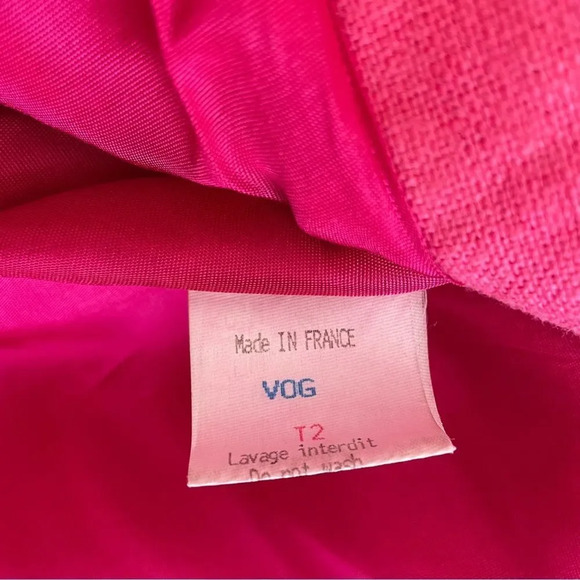 Made IN FRANCE
VOG
T2
Lavage interdit
Do not wash